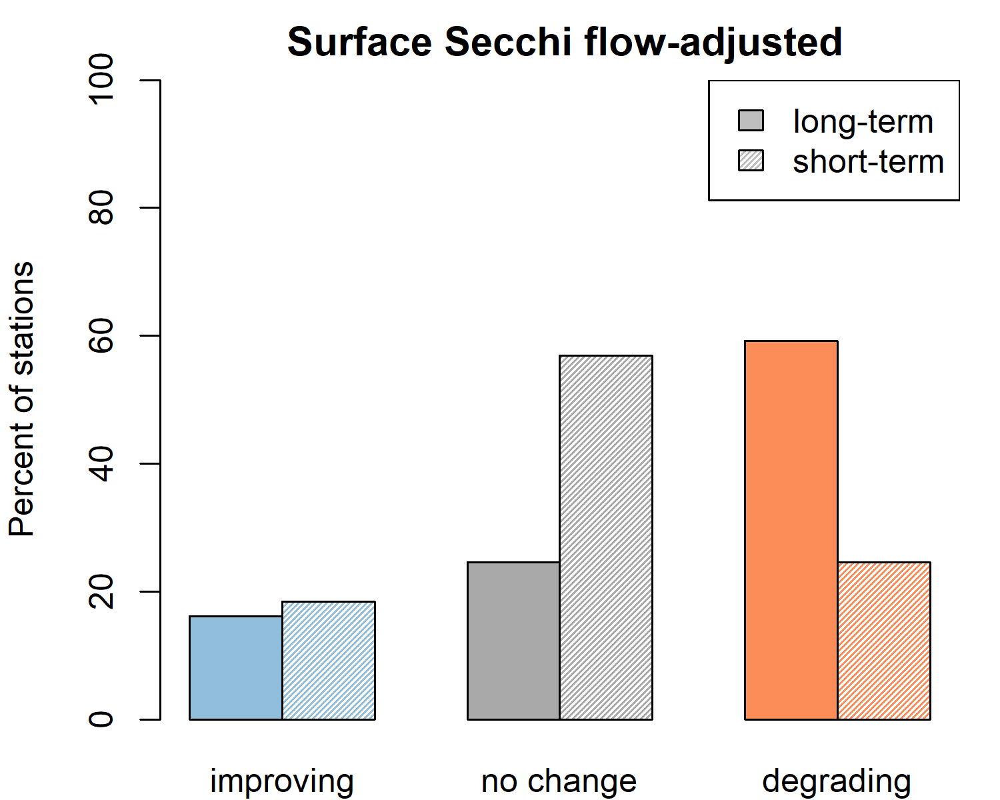 Surface Secchi flow-adjusted
long-term
short-term
Percent of stations
100
80
60
40
20
0
improving no change degrading